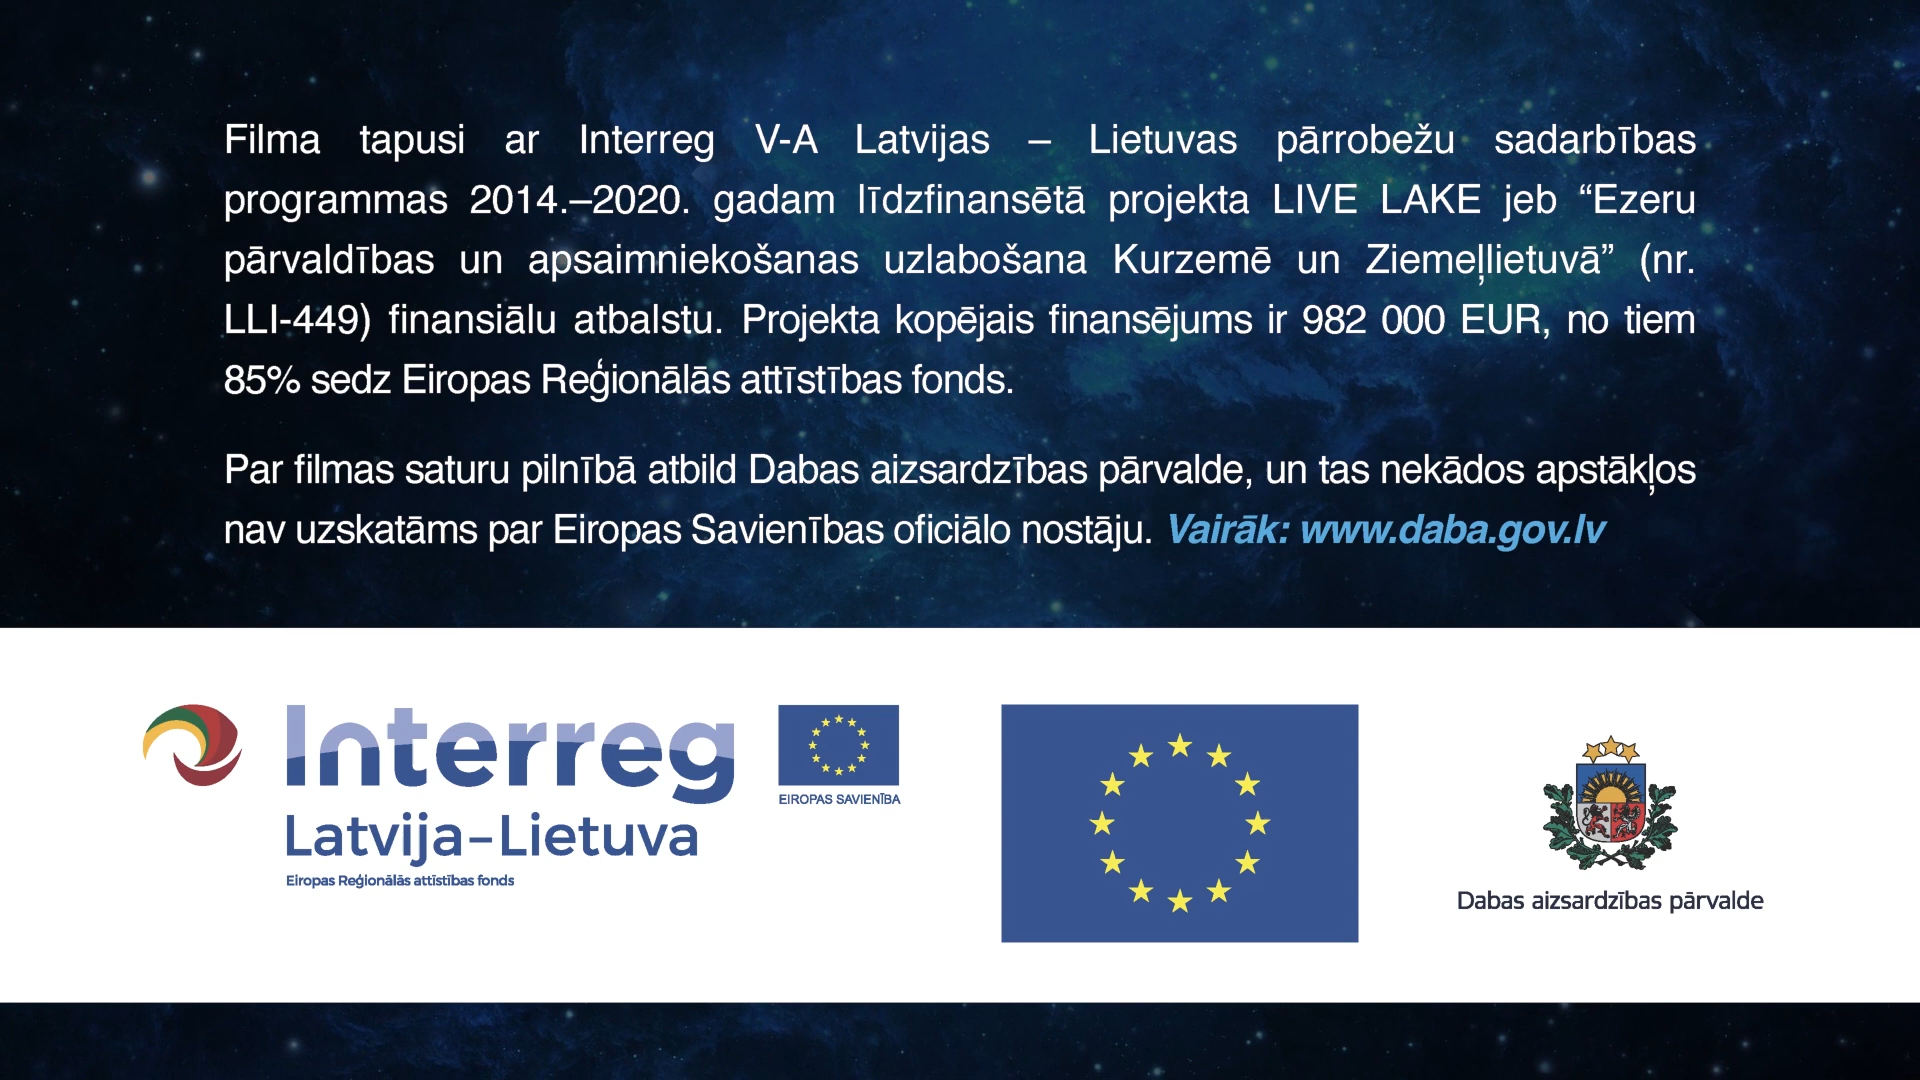 Filma tapusi ar Interreg V-A Latvijas – Lietuvas pārrobežu sadarbības
programmas 2014.–2020. gadam līdzfinansētā projekta LIVE LAKE jeb “Ezeru
pārvaldības un apsaimniekošanas uzlabošana Kurzemē un Ziemeļlietuvā” (nr.
LLI-449) finansiālu atbalstu. Projekta kopējais finansējums ir 982 000 EUR, no tiem
85% sedz Eiropas Reģionālās attīstības fonds.
Par filmas saturu pilnībā atbild Dabas aizsardzības pārvalde, un tas nekādos apstākļos
nav uzskatāms par Eiropas Savienības oficiālo nostāju. Vairāk: www.daba.gov.lv
Interreg
Latvija–Lietuva
Eiropas Reģionālās attīstības fonds
EIROPAS SAVIENĪBA
Dabas aizsardzības pārvalde